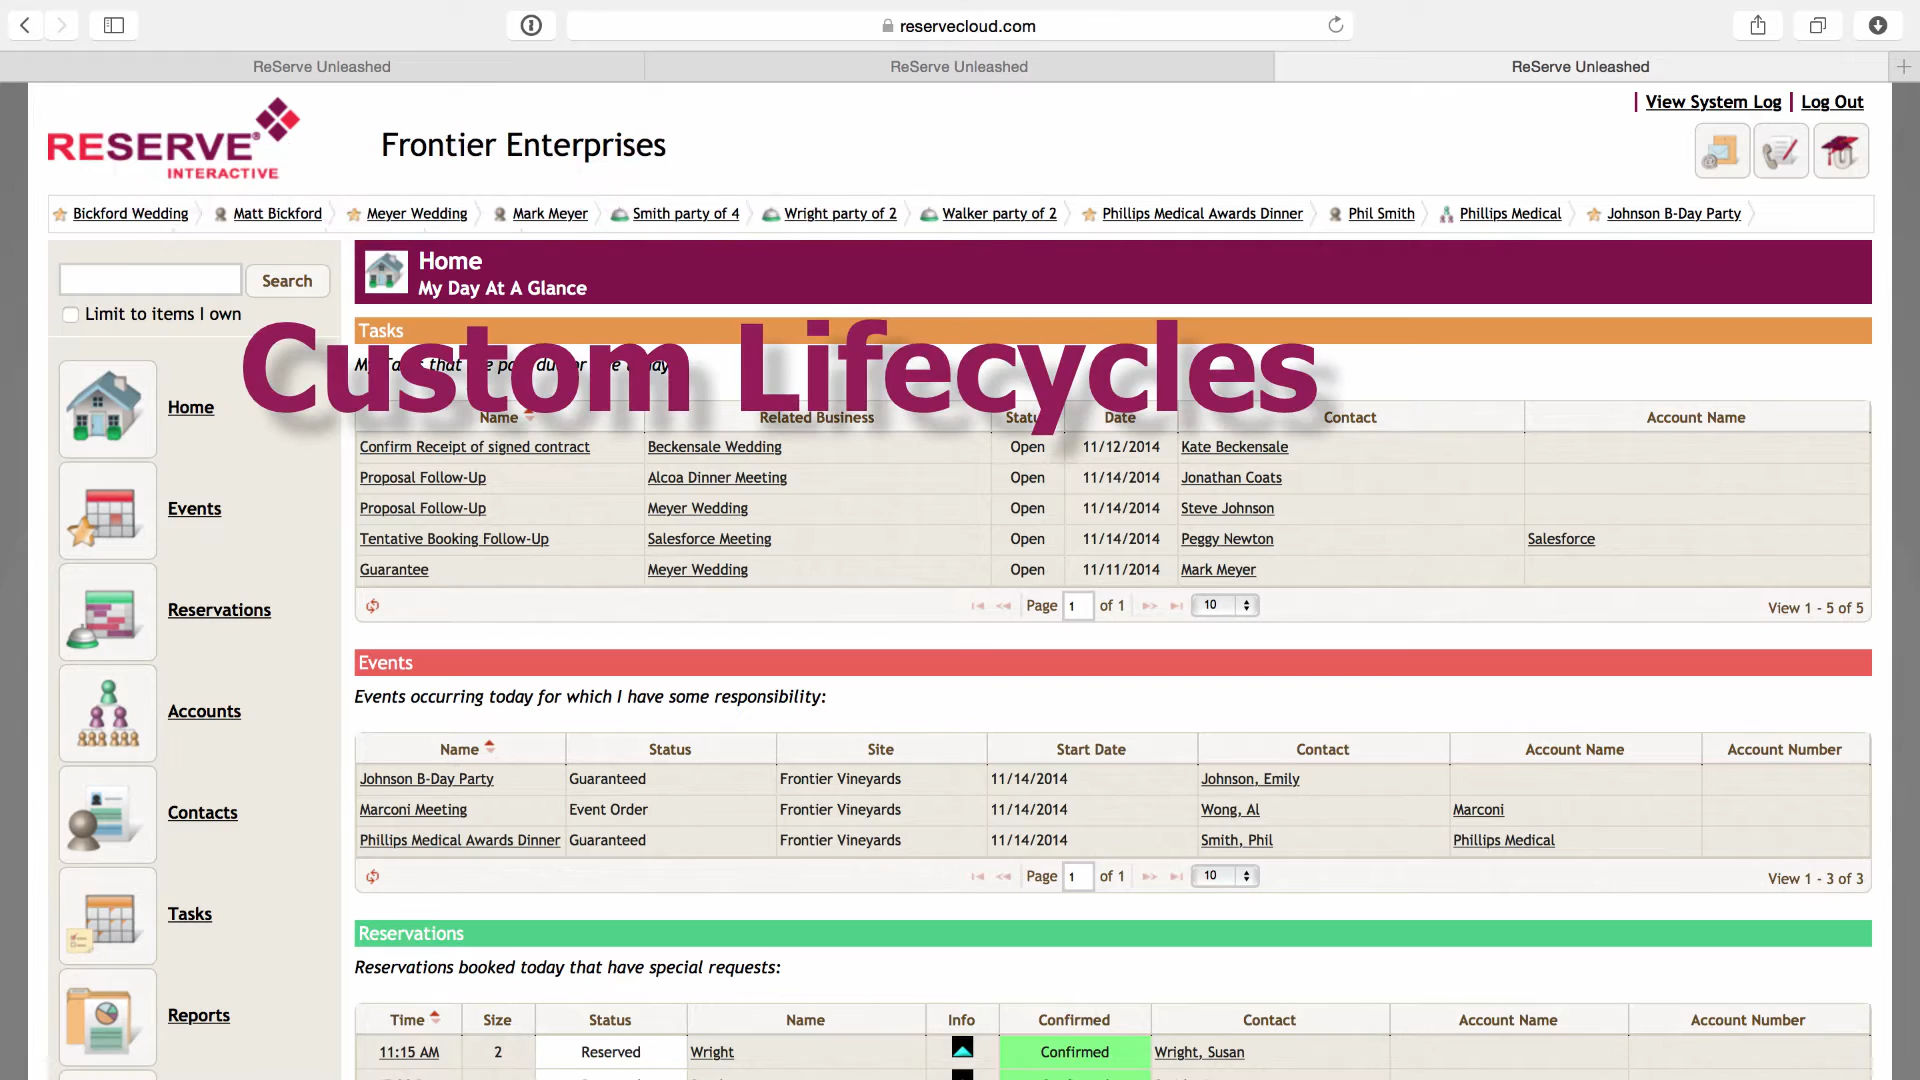 reservecloud.com
ReServe Unleashed
ReServe Unleashed
ReServe Unleashed
View System Log
Log Out
RESERVE®
INTERACTIVE
Frontier Enterprises
Bickford Wedding
Matt Bickford
Meyer Wedding
Mark Meyer
Smith party of 4
Wright party of 2
Walker party of 2
Phillips Medical Awards Dinner
Phil Smith
Phillips Medical
Johnson B-Day Party
Search
Limit to items I own
Home
Events
Reservations
Accounts
Contacts
Tasks
Reports
Home
My Day At A Glance
Custom Lifecycles
Tasks
Name Related Business Date Contact Account Name
Confirm Receipt of signed contract Beckensale Wedding Open 11/12/2014 Kate Beckensale
Proposal Follow-Up Alcoa Dinner Meeting Open 11/14/2014 Jonathan Coats
Proposal Follow-Up Meyer Wedding Open 11/14/2014 Steve Johnson
Tentative Booking Follow-Up Salesforce Meeting Open 11/14/2014 Peggy Newton Salesforce
Guarantee Meyer Wedding Open 11/11/2014 Mark Meyer
Page 1 of 1 10 View 1 - 5 of 5
Events
Events occurring today for which I have some responsibility:
Name Status Site Start Date Contact Account Name Account Number
Johnson B-Day Party Guaranteed Frontier Vineyards 11/14/2014 Johnson, Emily
Marconi Meeting Event Order Frontier Vineyards 11/14/2014 Wong, Al Marconi
Phillips Medical Awards Dinner Guaranteed Frontier Vineyards 11/14/2014 Smith, Phil Phillips Medical
Page 1 of 1 10 View 1 - 3 of 3
Reservations
Reservations booked today that have special requests:
Time Size Status Name Info Confirmed Contact Account Name Account Number
11:15 AM 2 Reserved Wright Confirmed Wright, Susan